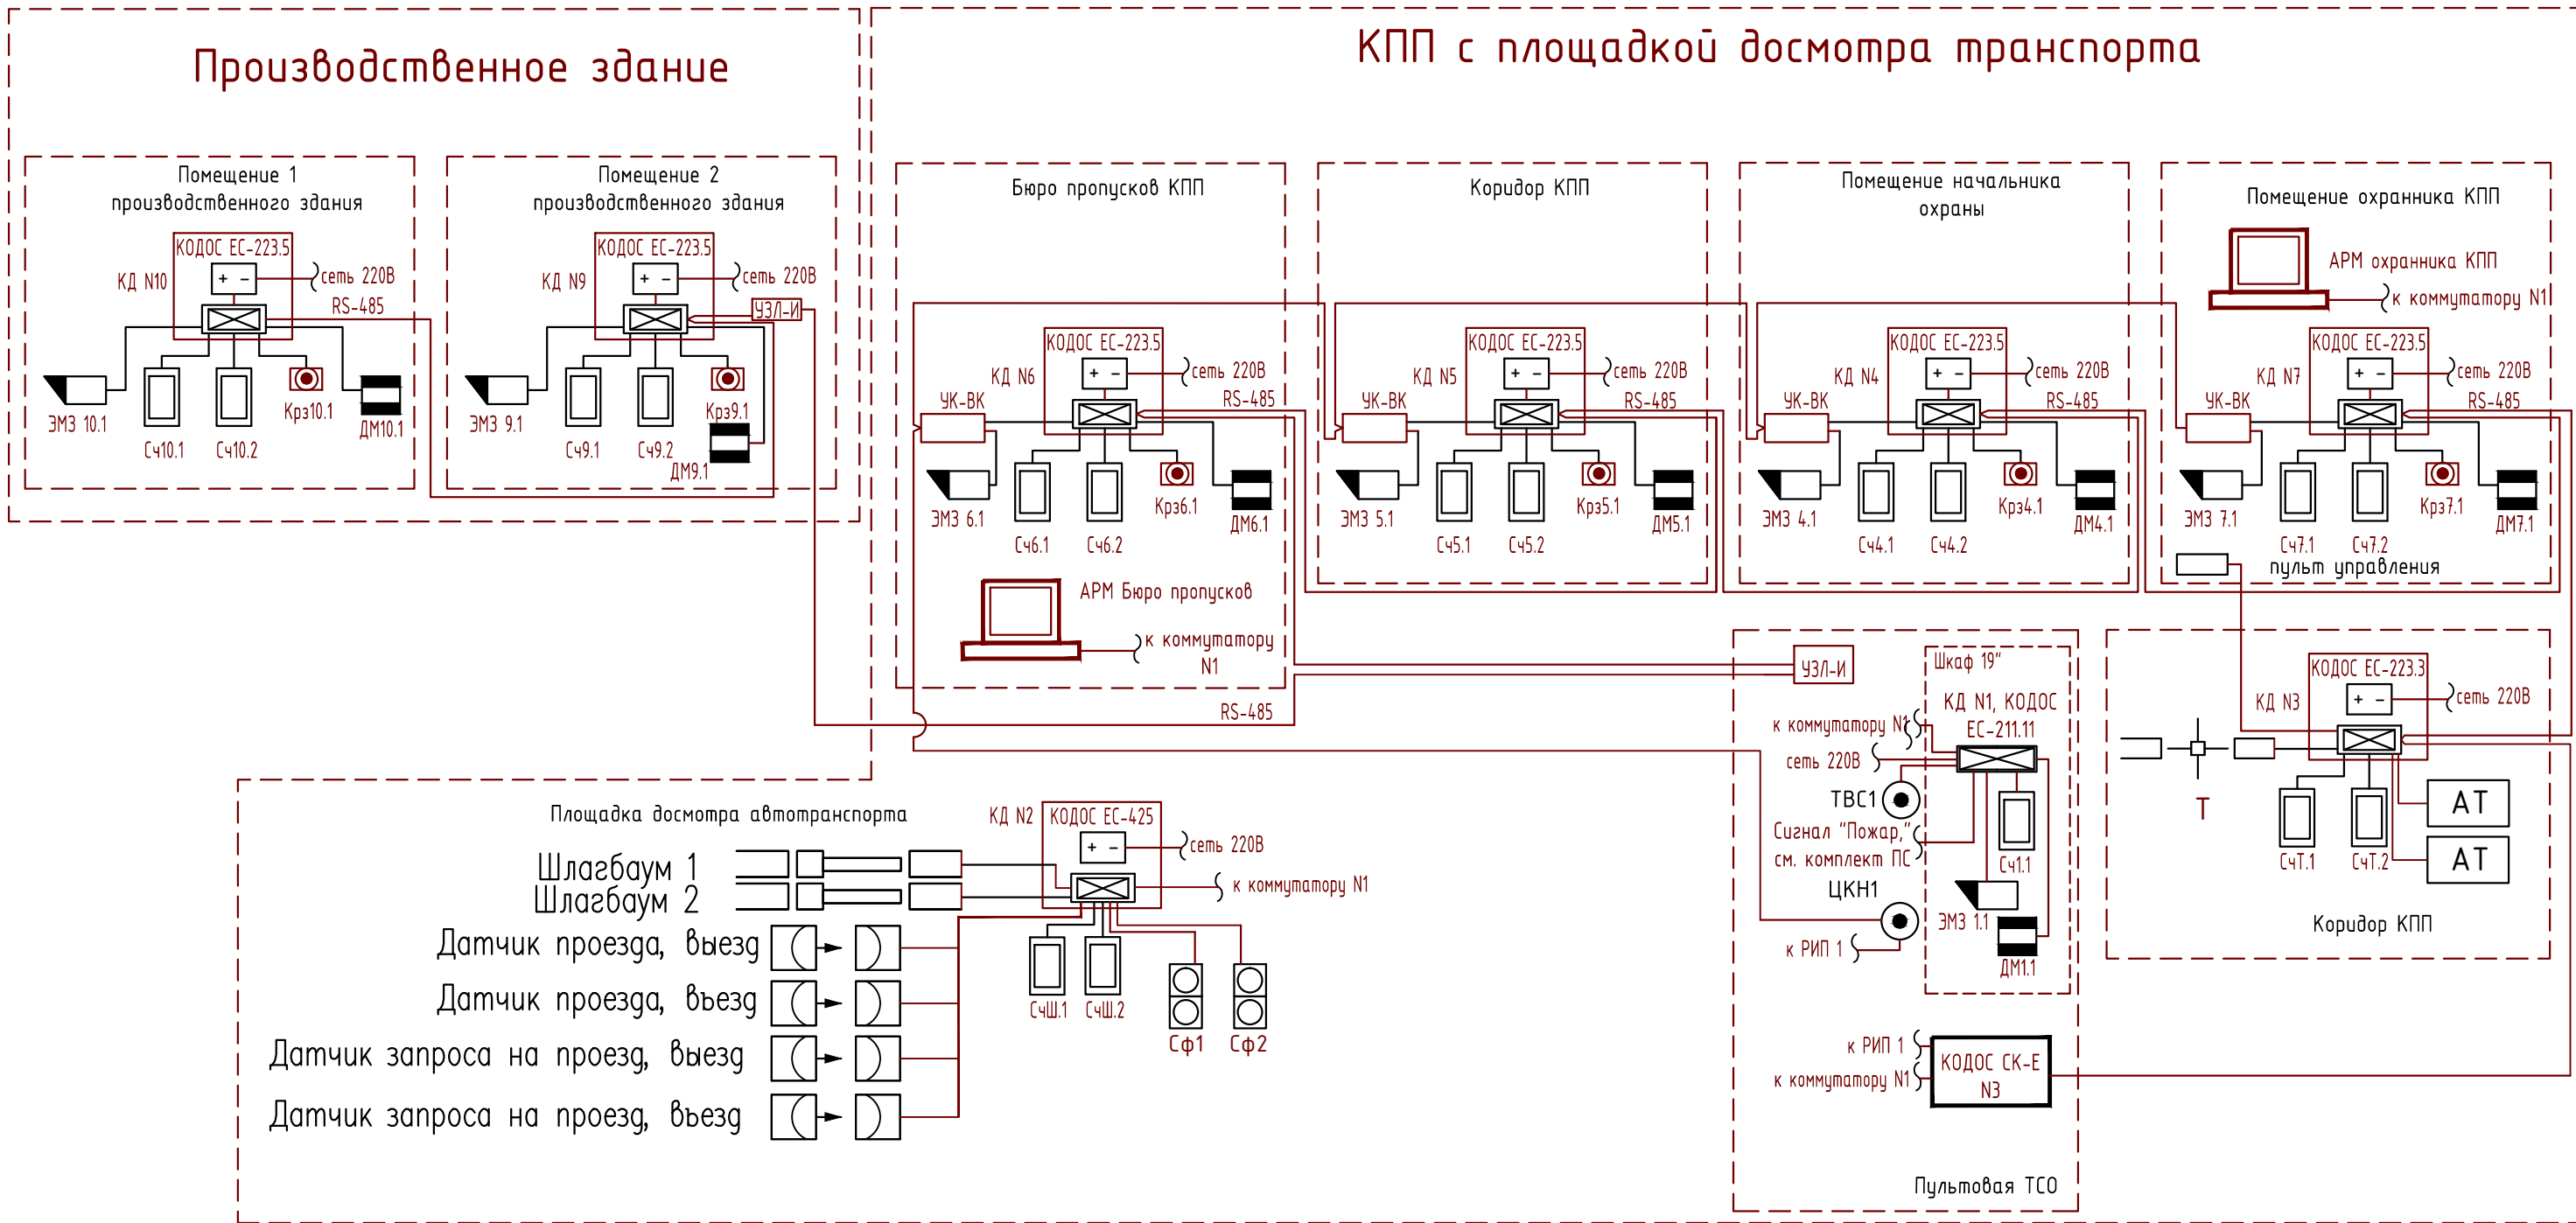 Производственное здание
КПП с площадкой досмотра транспорта
Помещение 1
производственного здания
КОДОС ЕС-223.5
КД N10
сеть 220В
RS-485
ЭМЗ 10.1
Сч10.1
Сч10.2
Крз10.1
ДМ10.1
Помещение 2
производственного здания
КОДОС ЕС-223.5
КД N9
сеть 220В
УЗЛ-И
ЭМЗ 9.1
Сч9.1
Сч9.2
Крз9.1
ДМ9.1
Бюро пропусков КПП
КОДОС ЕС-223.5
КД N6
сеть 220В
УК-ВК
RS-485
ЭМЗ 6.1
Сч6.1
Сч6.2
Крз6.1
ДМ6.1
АРМ Бюро пропусков
к коммутатору
N1
Коридор КПП
КОДОС ЕС-223.5
КД N5
сеть 220В
УК-ВК
RS-485
ЭМЗ 5.1
Сч5.1
Сч5.2
Крз5.1
ДМ5.1
Помещение начальника
охраны
КОДОС ЕС-223.5
КД N4
сеть 220В
УК-ВК
RS-485
ЭМЗ 4.1
Сч4.1
Сч4.2
Крз4.1
ДМ4.1
Помещение охранника КПП
АРМ охранника КПП
к коммутатору N1
КОДОС ЕС-223.5
КД N7
сеть 220В
УК-ВК
RS-485
ЭМЗ 7.1
Сч7.1
Сч7.2
Крз7.1
ДМ7.1
пульт управления
УЗЛ-И
RS-485
Шкаф 19"
КД N1, КОДОС
ЕС-211.11
к коммутатору N1
сеть 220В
ТВС1
Сигнал "Пожар,"
см. комплект ПС
Сч1.1
ЦКН1
ЭМЗ 1.1
к РИП 1
ДМ1.1
к РИП 1
к коммутатору N1
КОДОС СК-Е
N3
Пультовая ТСО
КОДОС ЕС-223.3
КД N3
сеть 220В
Т
СчТ.1
СчТ.2
АТ
АТ
Коридор КПП
Площадка досмотра автотранспорта
КД N2
КОДОС ЕС-425
сеть 220В
к коммутатору N1
Шлагбаум 1
Шлагбаум 2
Датчик проезда, выезд
Датчик проезда, въезд
Датчик запроса на проезд, выезд
Датчик запроса на проезд, въезд
СчШ.1
СчШ.2
Сф1
Сф2